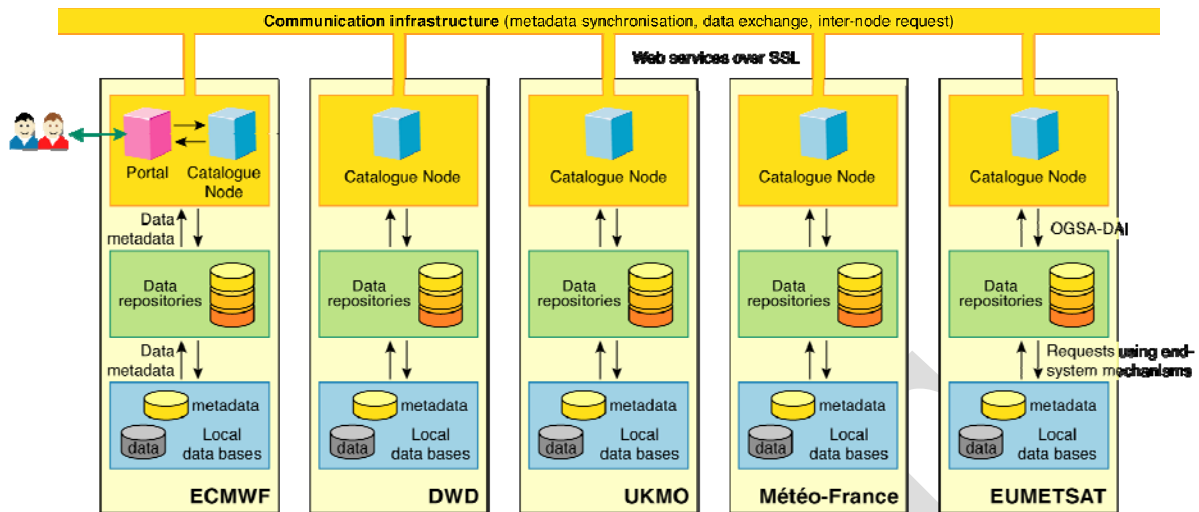 Communication infrastructure (metadata synchronisation, data exchange, inter-node request)
Web services over SSL
Portal
Catalogue
Node
Data
metadata
Data
repositories
Data
metadata
metadata
data
Local
data bases
ECMWF
Catalogue Node
Data
repositories
metadata
data
Local
data bases
DWD
Catalogue Node
Data
repositories
metadata
data
Local
data bases
UKMO
Catalogue Node
Data
repositories
metadata
data
Local
data bases
Météo-France
Catalogue Node
OGSA-DAI
Data
repositories
Requests using end-
system mechanisms
metadata
data
Local
data bases
EUMETSAT